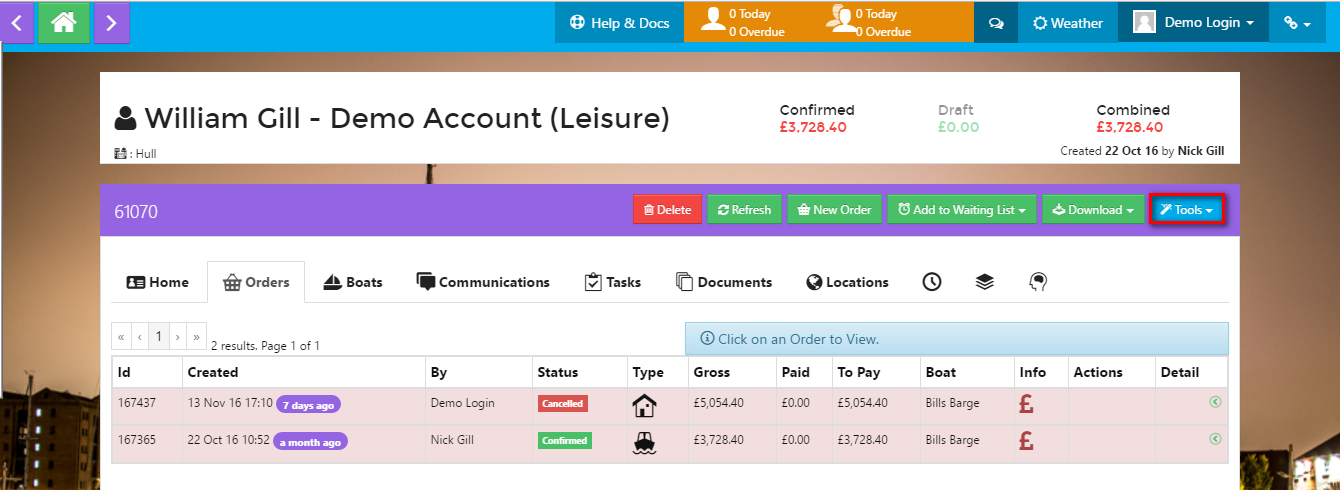 Help & Docs
0 Today
0 Overdue
0 Today
0 Overdue
Weather
Demo Login
William Gill - Demo Account (Leisure)
Confirmed
£3,728.40
Draft
£0.00
Combined
£3,728.40
: Hull
Created 22 Oct 16 by Nick Gill
61070
Delete
Refresh
New Order
Add to Waiting List
Download
Tools
Home
Orders
Boats
Communications
Tasks
Documents
Locations
« ‹ 1 › »
2 results. Page 1 of 1
Click on an Order to View.
Id Created By Status Type Gross Paid To Pay Boat Info Actions Detail
167437 13 Nov 16 17:10 7 days ago Demo Login Cancelled £5,054.40 £0.00 £5,054.40 Bills Barge £
167365 22 Oct 16 10:52 a month ago Nick Gill Confirmed £3,728.40 £0.00 £3,728.40 Bills Barge £